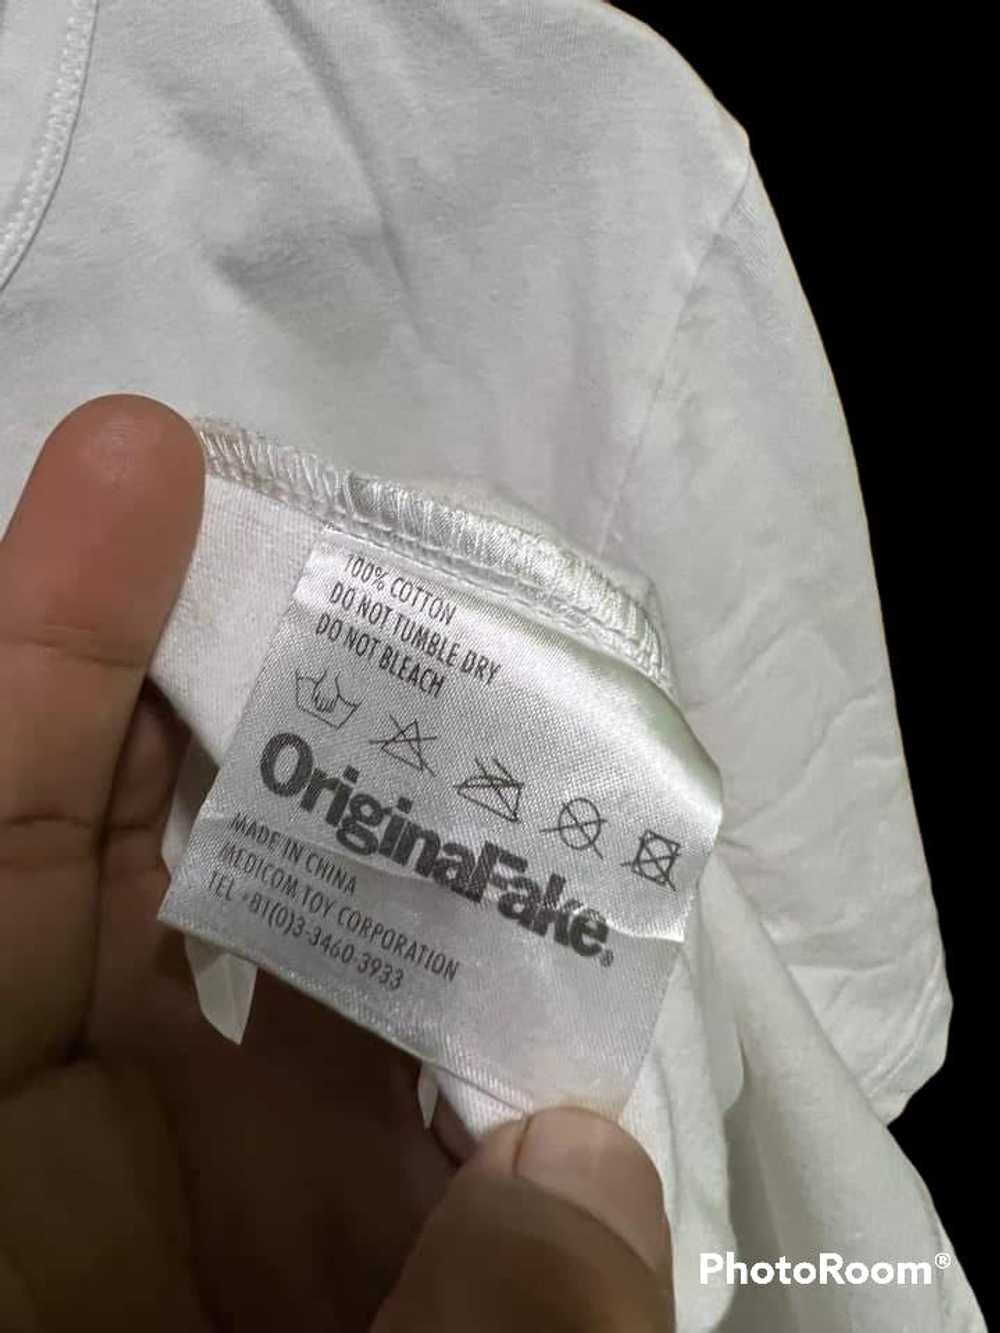 100% COTTON
DO NOT TUMBLE DRY
DO NOT BLEACH
OriginalFake®
MADE IN CHINA
MEDICOM TOY CORPORATION
TEL +81(0)3-3460-3933
PhotoRoom®